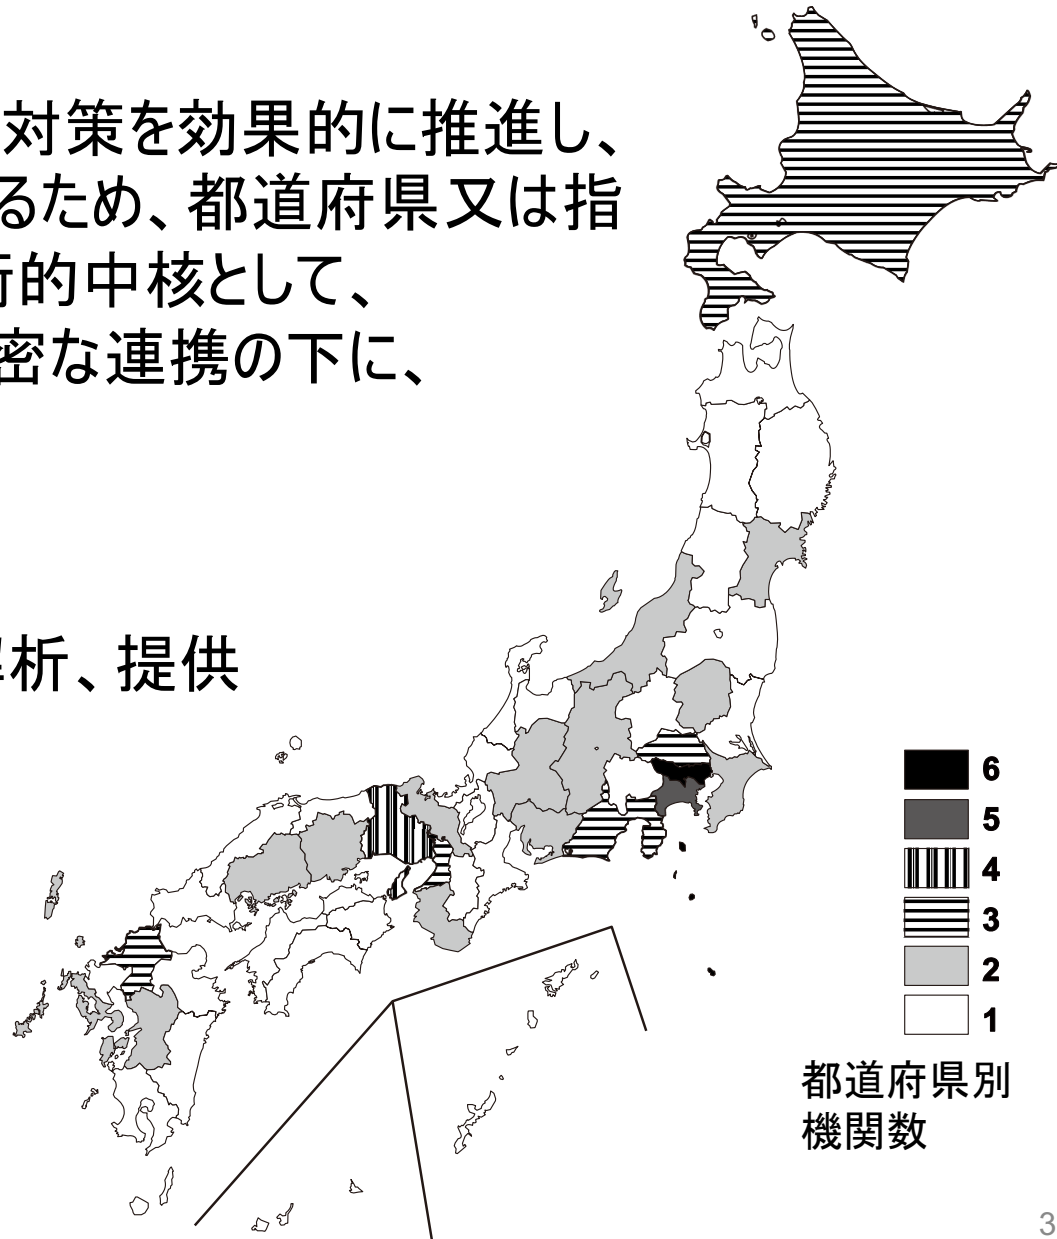 対策を効果的に推進し、
るため、都道府県又は指
術的中核として、
密な連携の下に、
解析、提供
6
5
4
3
2
1
都道府県別
機関数
3